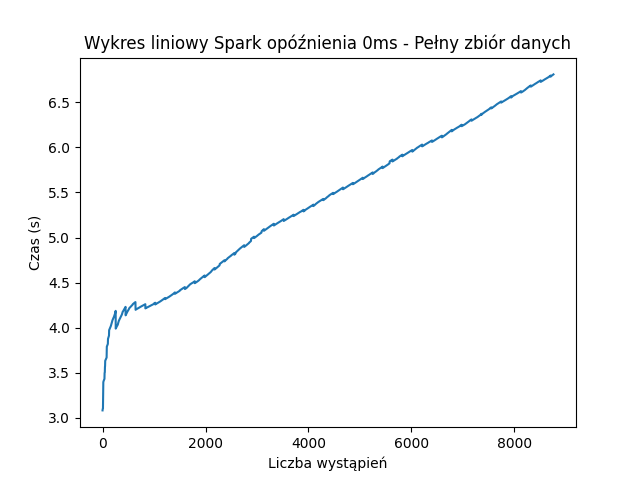 Wykres liniowy Spark opóźnienia 0ms - Pełny zbiór danych
6.5
6.0
5.5
5.0
4.5
4.0
3.5
3.0
Czas (s)
0 2000 4000 6000 8000
Liczba wystąpień